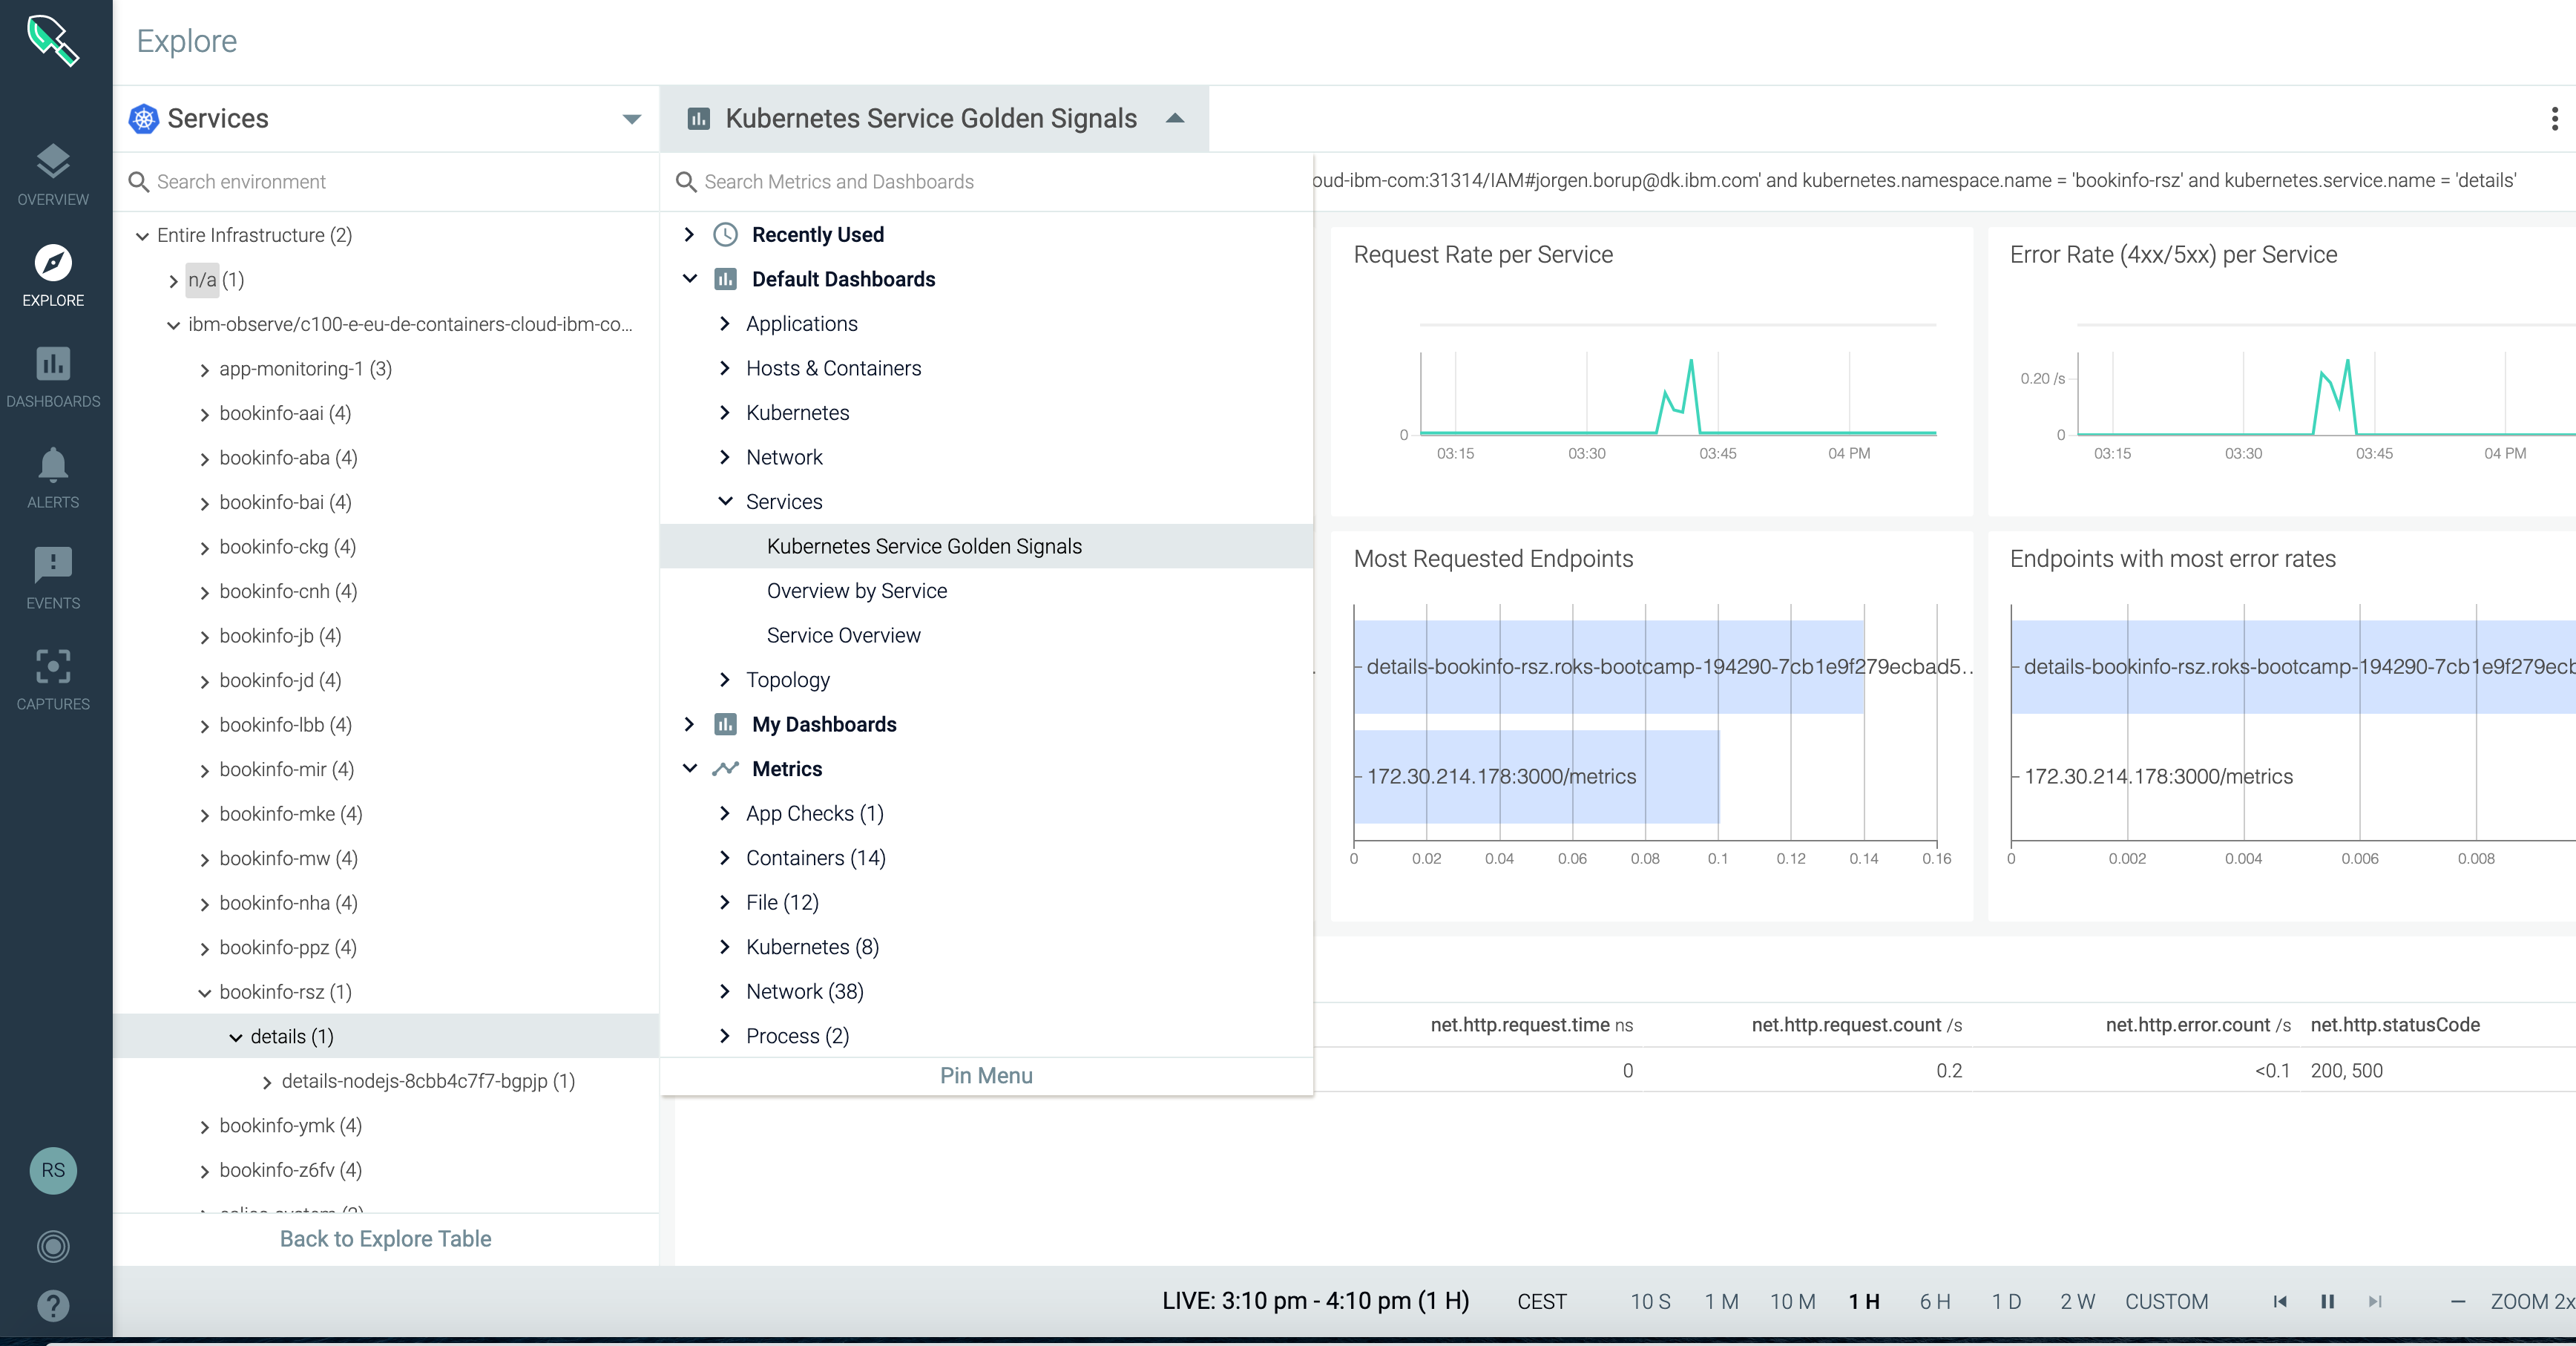 Explore
OVERVIEW
EXPLORE
DASHBOARDS
ALERTS
EVENTS
CAPTURES
RS
Services
Search environment
Entire Infrastructure (2)
n/a (1)
ibm-observe/c100-e-eu-de-containers-cloud-ibm-co...
app-monitoring-1 (3)
bookinfo-aai (4)
bookinfo-aba (4)
bookinfo-bai (4)
bookinfo-ckg (4)
bookinfo-cnh (4)
bookinfo-jb (4)
bookinfo-jd (4)
bookinfo-lbb (4)
bookinfo-mir (4)
bookinfo-mke (4)
bookinfo-mw (4)
bookinfo-nha (4)
bookinfo-ppz (4)
bookinfo-rsz (1)
details (1)
details-nodejs-8cbb4c7f7-bgpjp (1)
bookinfo-ymk (4)
bookinfo-z6fv (4)
Back to Explore Table
Kubernetes Service Golden Signals
Search Metrics and Dashboards
Recently Used
Default Dashboards
Applications
Hosts & Containers
Kubernetes
Network
Services
Kubernetes Service Golden Signals
Overview by Service
Service Overview
Topology
My Dashboards
Metrics
App Checks (1)
Containers (14)
File (12)
Kubernetes (8)
Network (38)
Process (2)
Pin Menu
oud-ibm-com:31314/IAM#jorgen.borup@dk.ibm.com' and kubernetes.namespace.name = 'bookinfo-rsz' and kubernetes.service.name = 'details'
Request Rate per Service
0
03:15 03:30 03:45 04 PM
Error Rate (4xx/5xx) per Service
0.20 /s
0
03:15 03:30 03:45 04 PM
Most Requested Endpoints
details-bookinfo-rsz.roks-bootcamp-194290-7cb1e9f279ecbad5...
172.30.214.178:3000/metrics
0 0.02 0.04 0.06 0.08 0.1 0.12 0.14 0.16
Endpoints with most error rates
details-bookinfo-rsz.roks-bootcamp-194290-7cb1e9f279ecb
172.30.214.178:3000/metrics
0 0.002 0.004 0.006 0.008
net.http.request.time ns net.http.request.count /s net.http.error.count /s net.http.statusCode
0 0.2 <0.1 200, 500
LIVE: 3:10 pm - 4:10 pm (1 H) CEST 10 S 1 M 10 M 1 H 6 H 1 D 2 W CUSTOM ZOOM 2x